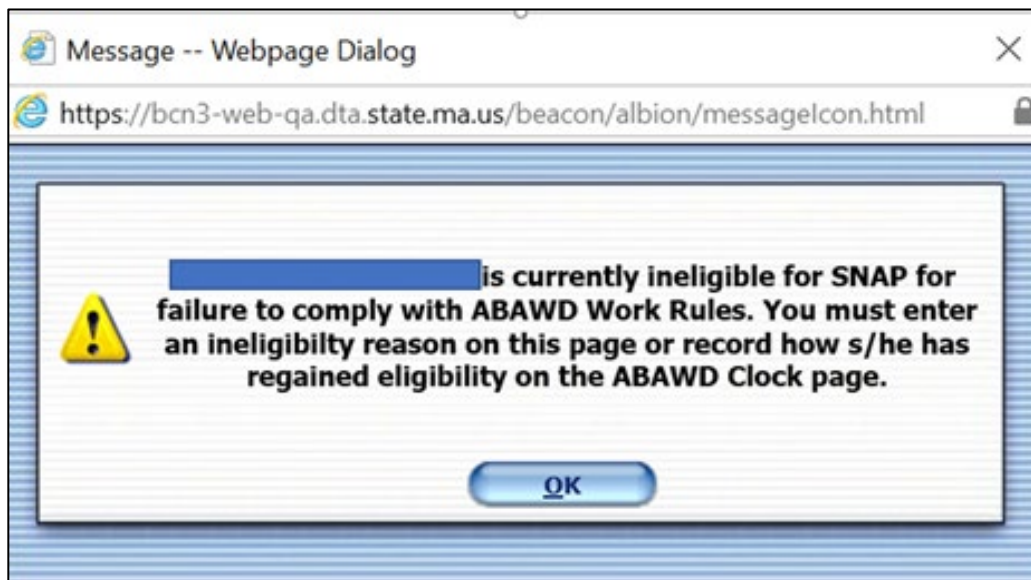 Message -- Webpage Dialog
https://bcn3-web-qa.dta.state.ma.us/beacon/albion/messageIcon.html
is currently ineligible for SNAP for
failure to comply with ABAWD Work Rules. You must enter
an ineligibilty reason on this page or record how s/he has
regained eligibility on the ABAWD Clock page.
OK